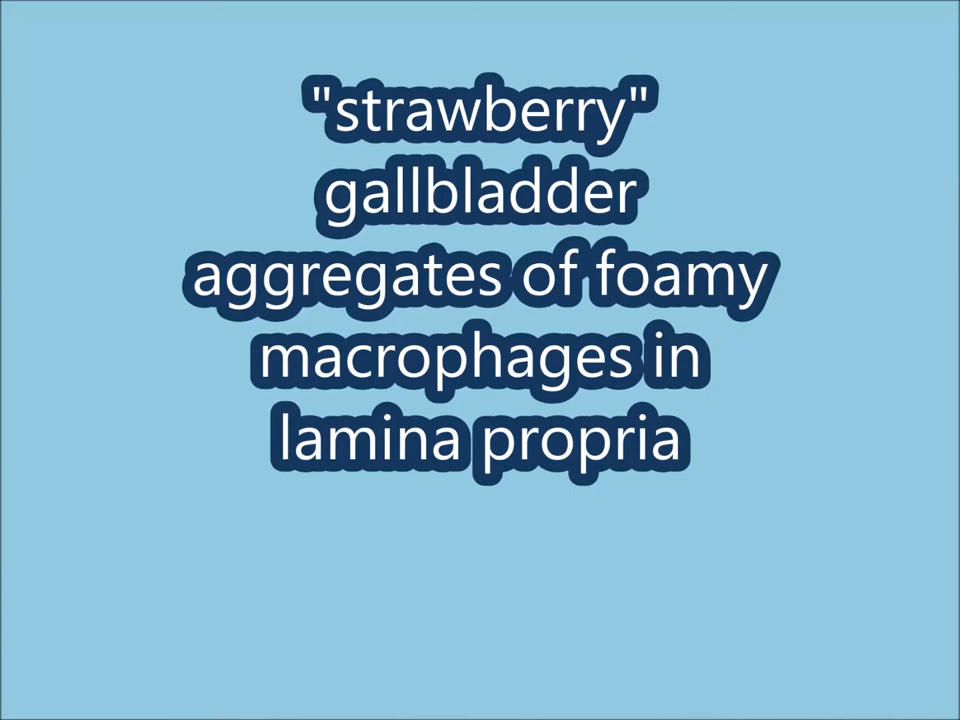 "strawberry"
gallbladder
aggregates of foamy
macrophages in
lamina propria